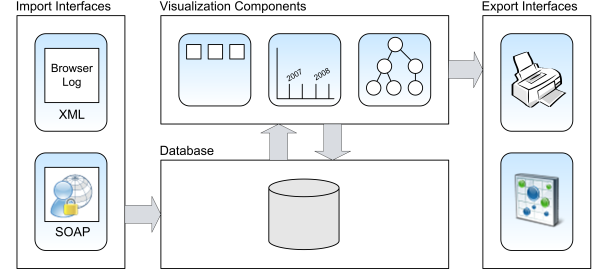 Import Interfaces
Visualization Components
Export Interfaces
Browser
Log
XML
2007
2008
Database
SOAP